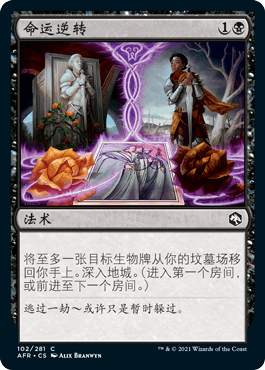 命运逆转 1
法术
将至多一张目标生物牌从你的坟墓场移
回你手上。深入地城。（进入第一个房间，
或前进至下一个房间。）
逃过一劫～或许只是暂时躲过。
102/281 C
AFR • CS ALIX BRANWYN
™ & © 2021 Wizards of the Coast